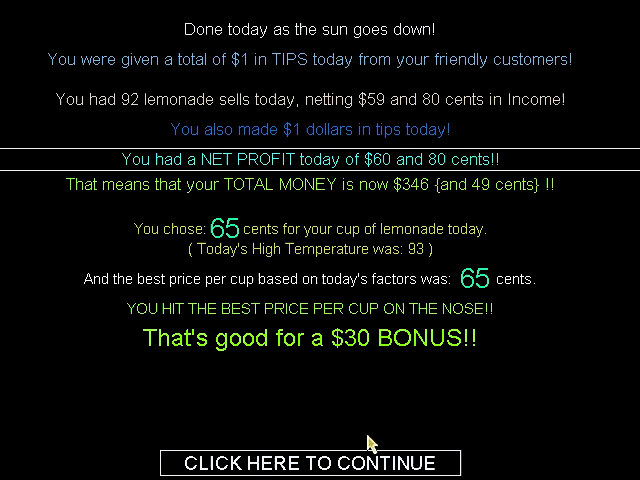 Done today as the sun goes down!
You were given a total of $1 in TIPS today from your friendly customers!
You had 92 lemonade sells today, netting $59 and 80 cents in Income!
You also made $1 dollars in tips today!
You had a NET PROFIT today of $60 and 80 cents!!
That means that your TOTAL MONEY is now $346 {and 49 cents} !!
You chose: 65 cents for your cup of lemonade today.
( Today's High Temperature was: 93 )
And the best price per cup based on today's factors was: 65 cents.
YOU HIT THE BEST PRICE PER CUP ON THE NOSE!!
That's good for a $30 BONUS!!
CLICK HERE TO CONTINUE